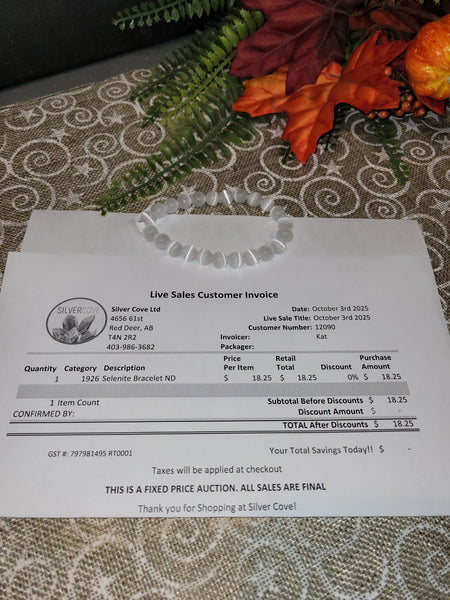 Live Sales Customer Invoice
SILVERCOVE
Silver Cove Ltd
4656 61st
Red Deer, AB
T4N 2R2
403-986-3682
Date: October 3rd 2025
Live Sale Title: October 3rd 2025
Customer Number: 12090
Invoicer: Kat
Packager:
Quantity Category Description Price Per Item Retail Total Discount Purchase Amount
1 1926 Selenite Bracelet ND $ 18.25 $ 18.25 0% $ 18.25
1 Item Count Subtotal Before Discounts $ 18.25
CONFIRMED BY: Discount Amount $ -
TOTAL After Discounts $ 18.25
GST #: 797981495 RT0001 Your Total Savings Today!! $ -
Taxes will be applied at checkout
THIS IS A FIXED PRICE AUCTION. ALL SALES ARE FINAL
Thank you for Shopping at Silver Cove!